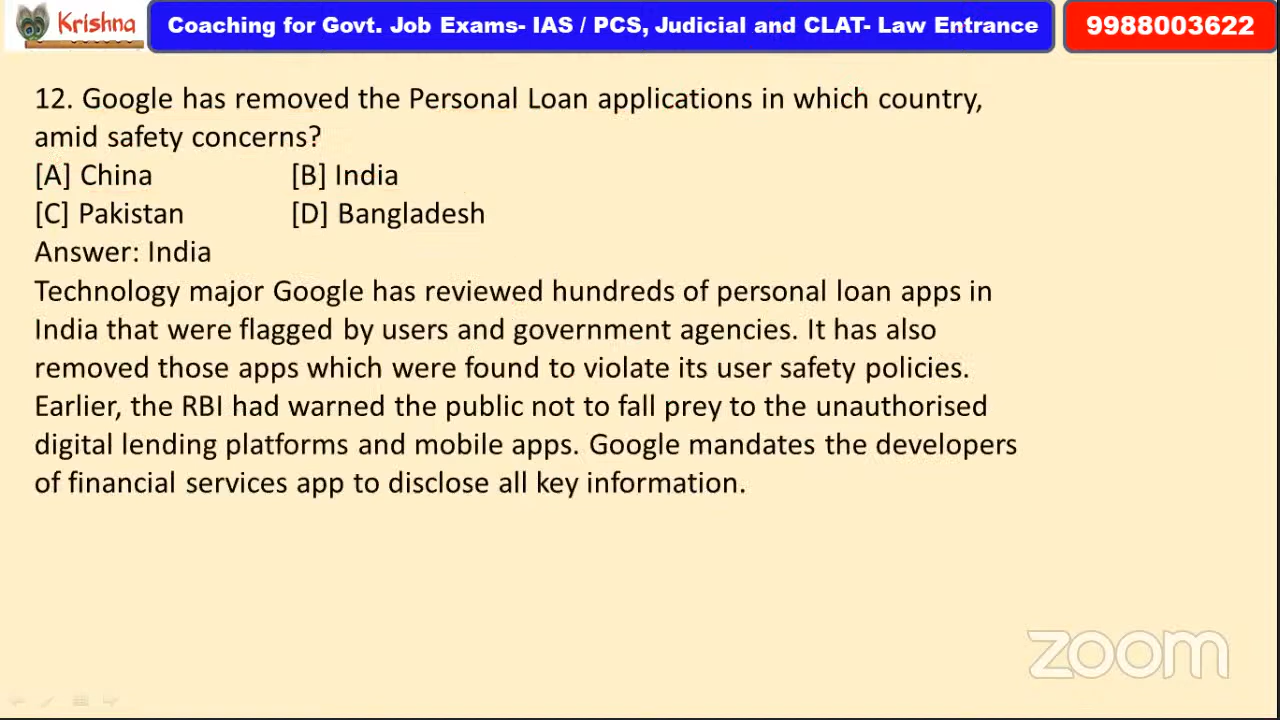 Krishna
Coaching for Govt. Job Exams- IAS / PCS, Judicial and CLAT- Law Entrance
9988003622
12. Google has removed the Personal Loan applications in which country,
amid safety concerns?
[A] China [B] India
[C] Pakistan [D] Bangladesh
Answer: India
Technology major Google has reviewed hundreds of personal loan apps in
India that were flagged by users and government agencies. It has also
removed those apps which were found to violate its user safety policies.
Earlier, the RBI had warned the public not to fall prey to the unauthorised
digital lending platforms and mobile apps. Google mandates the developers
of financial services app to disclose all key information.
zoom